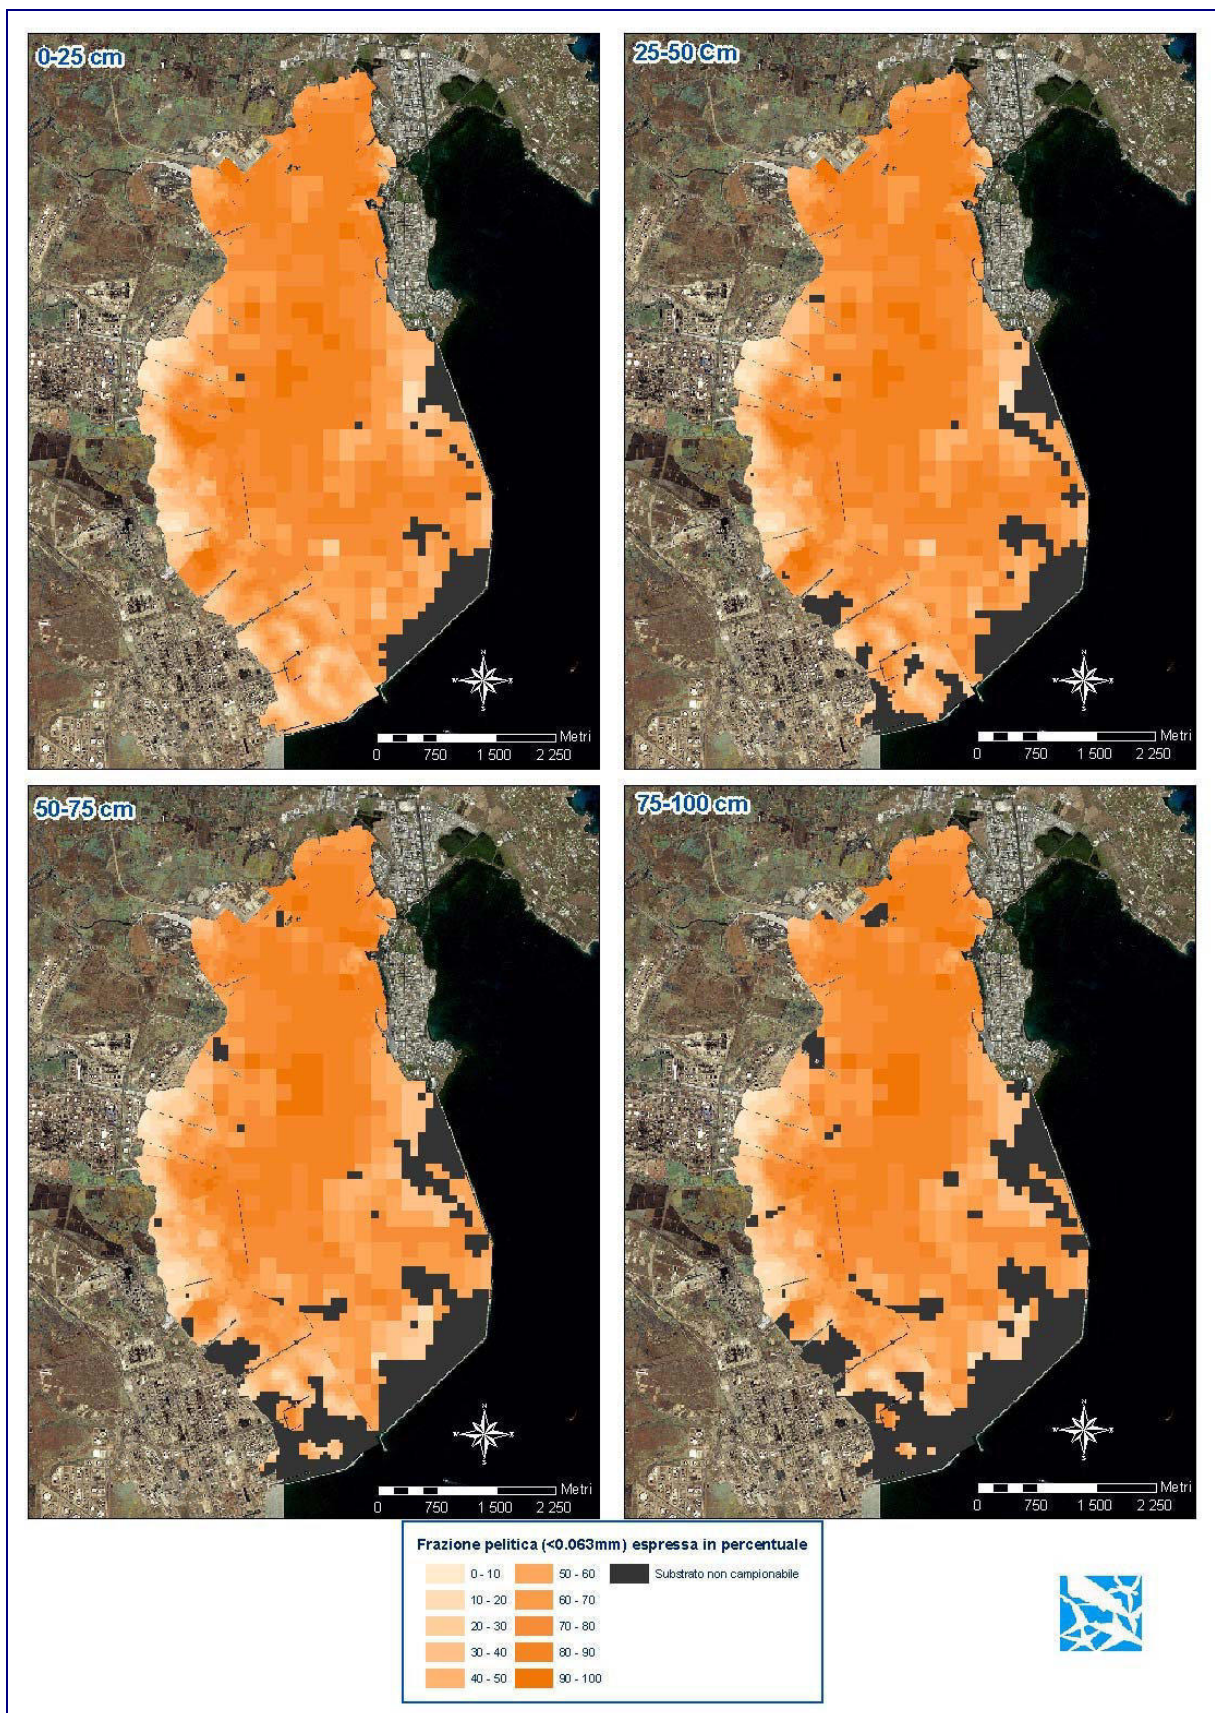 0-25 cm
25-50 Cm
N
W E
S
N
W E
S
Metri
0 750 1 500 2 250
Metri
0 750 1 500 2 250
50-75 cm
75-100 cm
N
W E
S
N
W E
S
Metri
0 750 1 500 2 250
Metri
0 750 1 500 2 250
Frazione pelitica (<0.063mm) espressa in percentuale
0 - 10 50 - 60 Substrato non campionabile
10 - 20 60 - 70
20 - 30 70 - 80
30 - 40 80 - 90
40 - 50 90 - 100